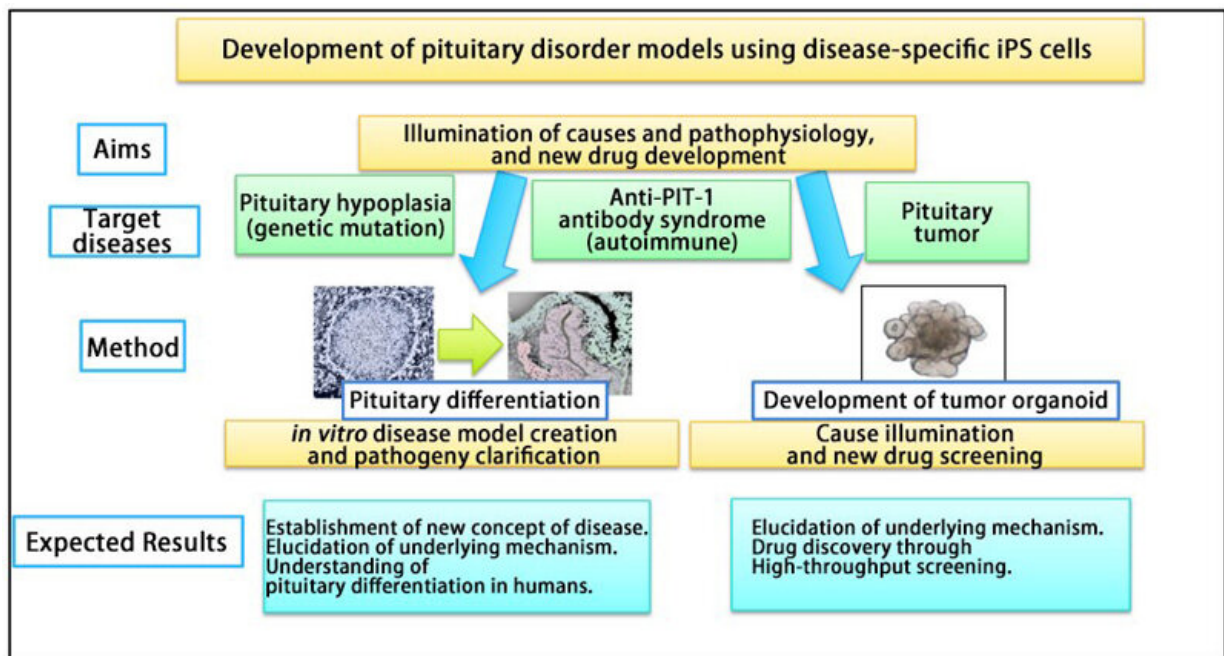 Development of pituitary disorder models using disease-specific iPS cells
Aims
Illumination of causes and pathophysiology,
and new drug development
Target
diseases
Pituitary hypoplasia
(genetic mutation)
Anti-PIT-1
antibody syndrome
(autoimmune)
Pituitary
tumor
Method
Pituitary differentiation
Development of tumor organoid
in vitro disease model creation
and pathogeny clarification
Cause illumination
and new drug screening
Expected Results
Establishment of new concept of disease.
Elucidation of underlying mechanism.
Understanding of
pituitary differentiation in humans.
Elucidation of underlying mechanism.
Drug discovery through
High-throughput screening.